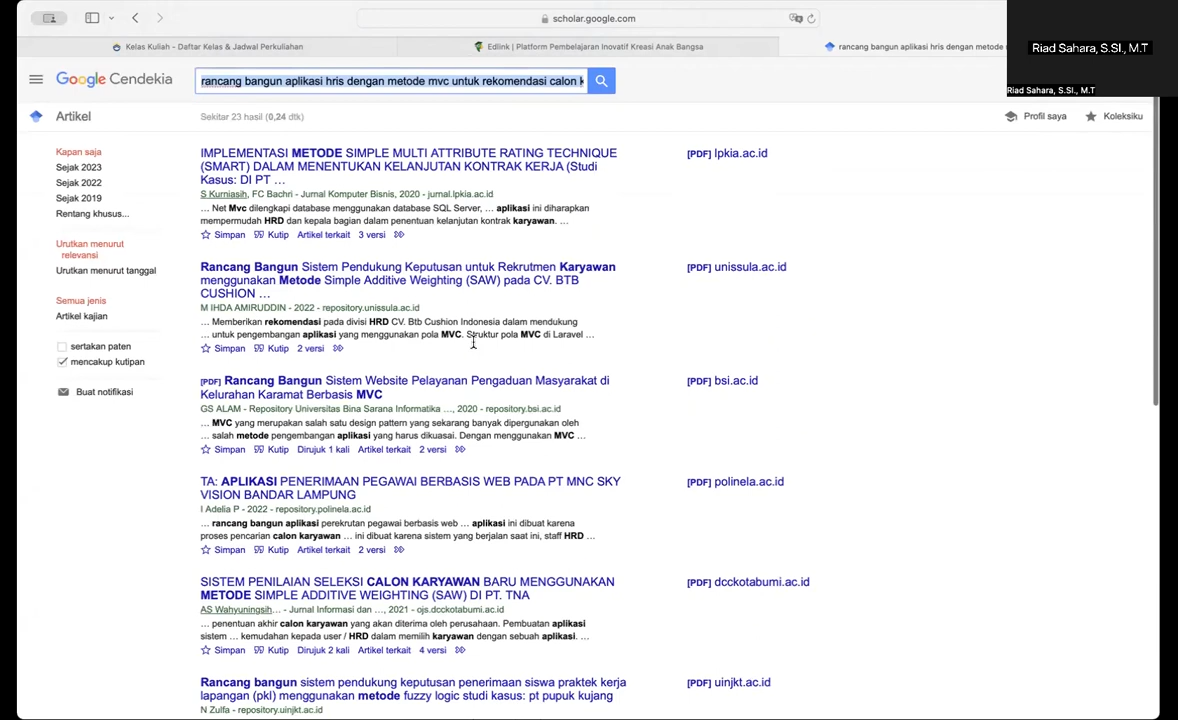 scholar.google.com
Kelas Kuliah - Daftar Kelas & Jadwal Perkuliahan
Edlink | Platform Pembelajaran Inovatif Kreasi Anak Bangsa
rancang bangun aplikasi hris dengan metode
Riad Sahara, S.SI., M.T
Riad Sahara, S.SI., M.T
Google Cendekia
rancang bangun aplikasi hris dengan metode mvc untuk rekomendasi calon k
Artikel
Sekitar 23 hasil (0,24 dtk)
Profil saya
Koleksiku
Kapan saja
Sejak 2023
Sejak 2022
Sejak 2019
Rentang khusus...
Urutkan menurut
relevansi
Urutkan menurut tanggal
Semua jenis
Artikel kajian
sertakan paten
mencakup kutipan
Buat notifikasi
IMPLEMENTASI METODE SIMPLE MULTI ATTRIBUTE RATING TECHNIQUE
(SMART) DALAM MENENTUKAN KELANJUTAN KONTRAK KERJA (Studi
Kasus: DI PT ...
[PDF] lpkia.ac.id
S Kurniasih, FC Bachri - Jurnal Komputer Bisnis, 2020 - jurnal.lpkia.ac.id
... Net Mvc dilengkapi database menggunakan database SQL Server, ... aplikasi ini diharapkan
mempermudah HRD dan kepala bagian dalam penentuan kelanjutan kontrak karyawan. ...
Simpan Kutip Artikel terkait 3 versi
Rancang Bangun Sistem Pendukung Keputusan untuk Rekrutmen Karyawan
menggunakan Metode Simple Additive Weighting (SAW) pada CV. BTB
CUSHION ...
[PDF] unissula.ac.id
M IHDA AMIRUDDIN - 2022 - repository.unissula.ac.id
... Memberikan rekomendasi pada divisi HRD CV. Btb Cushion Indonesia dalam mendukung
... untuk pengembangan aplikasi yang menggunakan pola MVC. Struktur pola MVC di Laravel ...
Simpan Kutip 2 versi
[PDF] Rancang Bangun Sistem Website Pelayanan Pengaduan Masyarakat di
Kelurahan Karamat Berbasis MVC
[PDF] bsi.ac.id
GS ALAM - Repository Universitas Bina Sarana Informatika ..., 2020 - repository.bsi.ac.id
... MVC yang merupakan salah satu design pattern yang sekarang banyak dipergunakan oleh
... salah metode pengembangan aplikasi yang harus dikuasai. Dengan menggunakan MVC ...
Simpan Kutip Dirujuk 1 kali Artikel terkait 2 versi
TA: APLIKASI PENERIMAAN PEGAWAI BERBASIS WEB PADA PT MNC SKY
VISION BANDAR LAMPUNG
[PDF] polinela.ac.id
I Adelia P - 2022 - repository.polinela.ac.id
... rancang bangun aplikasi perekrutan pegawai berbasis web ... aplikasi ini dibuat karena
proses pencarian calon karyawan ... ini dibuat karena sistem yang berjalan saat ini, staff HRD ...
Simpan Kutip Artikel terkait 2 versi
SISTEM PENILAIAN SELEKSI CALON KARYAWAN BARU MENGGUNAKAN
METODE SIMPLE ADDITIVE WEIGHTING (SAW) DI PT. TNA
[PDF] dcckotabumi.ac.id
AS Wahyuningsih... - Jurnal Informasi dan ..., 2021 - ojs.dcckotabumi.ac.id
... penentuan akhir calon karyawan yang akan diterima oleh perusahaan. Pembuatan aplikasi
sistem ... kemudahan kepada user / HRD dalam memilih karyawan dengan sebuah aplikasi. ...
Simpan Kutip Dirujuk 2 kali Artikel terkait 4 versi
Rancang bangun sistem pendukung keputusan penerimaan siswa praktek kerja
lapangan (pkl) menggunakan metode fuzzy logic studi kasus: pt pupuk kujang
[PDF] uinjkt.ac.id
N Zulfa - repository.uinjkt.ac.id